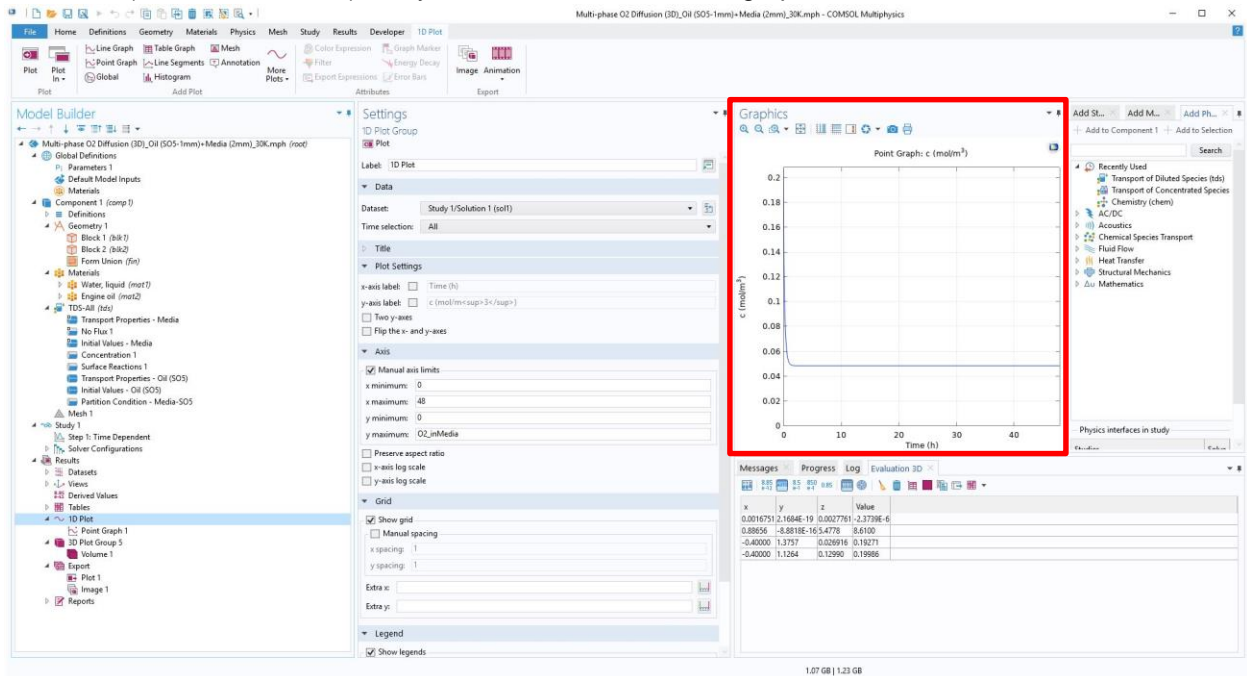 Multi-phase O2 Diffusion (3D)_Oil (SO5-1mm)+Media (2mm)_30K.mph - COMSOL Multiphysics
File Home Definitions Geometry Materials Physics Mesh Study Results Developer 1D Plot
Line Graph Table Graph Mesh Color Expression Graph Marker
Point Graph Line Segments Annotation Filter Energy Decay
Plot Plot In Global Histogram More Plots Export Expressions Error Bars Image Animation
Plot Add Plot Attributes Export
Model Builder
Multi-phase O2 Diffusion (3D)_Oil (SO5-1mm)+Media (2mm)_30K.mph (root)
Global Definitions
Pi Parameters 1
Default Model Inputs
Materials
Component 1 (comp 1)
Definitions
Geometry 1
Block 1 (blk1)
Block 2 (blk2)
Form Union (fin)
Materials
Water, liquid (mat1)
Engine oil (mat2)
TDS-All (tds)
Transport Properties - Media
No Flux 1
Initial Values - Media
Concentration 1
Surface Reactions 1
Transport Properties - Oil (SO5)
Initial Values - Oil (SO5)
Partition Condition - Media-SO5
Mesh 1
Study 1
Step 1: Time Dependent
Solver Configurations
Results
Datasets
Views
Derived Values
Tables
1D Plot
Point Graph 1
3D Plot Group 5
Volume 1
Export
Plot 1
Image 1
Reports
Settings
1D Plot Group
Plot
Label: 1D Plot
Data
Dataset: Study 1/Solution 1 (sol1)
Time selection: All
Title
Plot Settings
x-axis label: Time (h)
y-axis label: c (mol/m<sup>3</sup>)
Two y-axes
Flip the x- and y-axes
Axis
Manual axis limits
x minimum: 0
x maximum: 48
y minimum: 0
y maximum: O2_inMedia
Preserve aspect ratio
x-axis log scale
y-axis log scale
Grid
Show grid
Manual spacing
x spacing: 1
y spacing: 1
Extra x:
Extra y:
Legend
Show legends
Graphics
Point Graph: c (mol/m³)
0.2
0.18
0.16
0.14
0.12
0.1
0.08
0.06
0.04
0.02
0
c (mol/m³)
0 10 20 30 40
Time (h)
Messages Progress Log Evaluation 3D
8.85 e-12 8.5 850 0.85
x y z Value
0.0016751 2.1684E-19 0.0027761 -2.3739E-6
0.88656 -8.8818E-16 5.4778 8.6100
-0.40000 1.3757 0.026916 0.19271
-0.40000 1.1264 0.12990 0.19986
Add St... Add M... Add Ph...
Add to Component 1 Add to Selection
Search
Recently Used
Transport of Diluted Species (tds)
Transport of Concentrated Species
Chemistry (chem)
AC/DC
Acoustics
Chemical Species Transport
Fluid Flow
Heat Transfer
Structural Mechanics
Δu Mathematics
Physics interfaces in study
1.07 GB | 1.23 GB